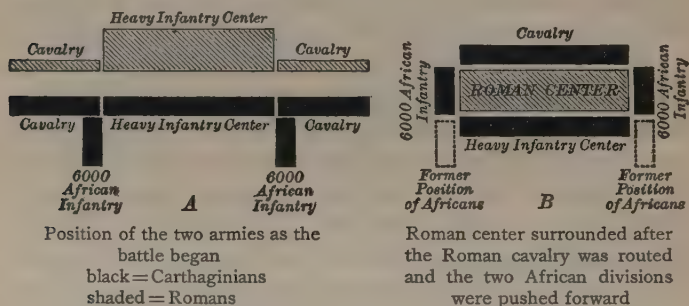 Heavy Infantry Center
Cavalry
Cavalry
Cavalry
Heavy Infantry Center
Cavalry
6000
African
Infantry
6000
African
Infantry
A
Position of the two armies as the
battle began
black = Carthaginians
shaded = Romans
Cavalry
6000 African
Infantry
ROMAN CENTER
6000 African
Infantry
Heavy Infantry Center
Former
Position
of Africans
Former
Position
of Africans
B
Roman center surrounded after
the Roman cavalry was routed
and the two African divisions
were pushed forward